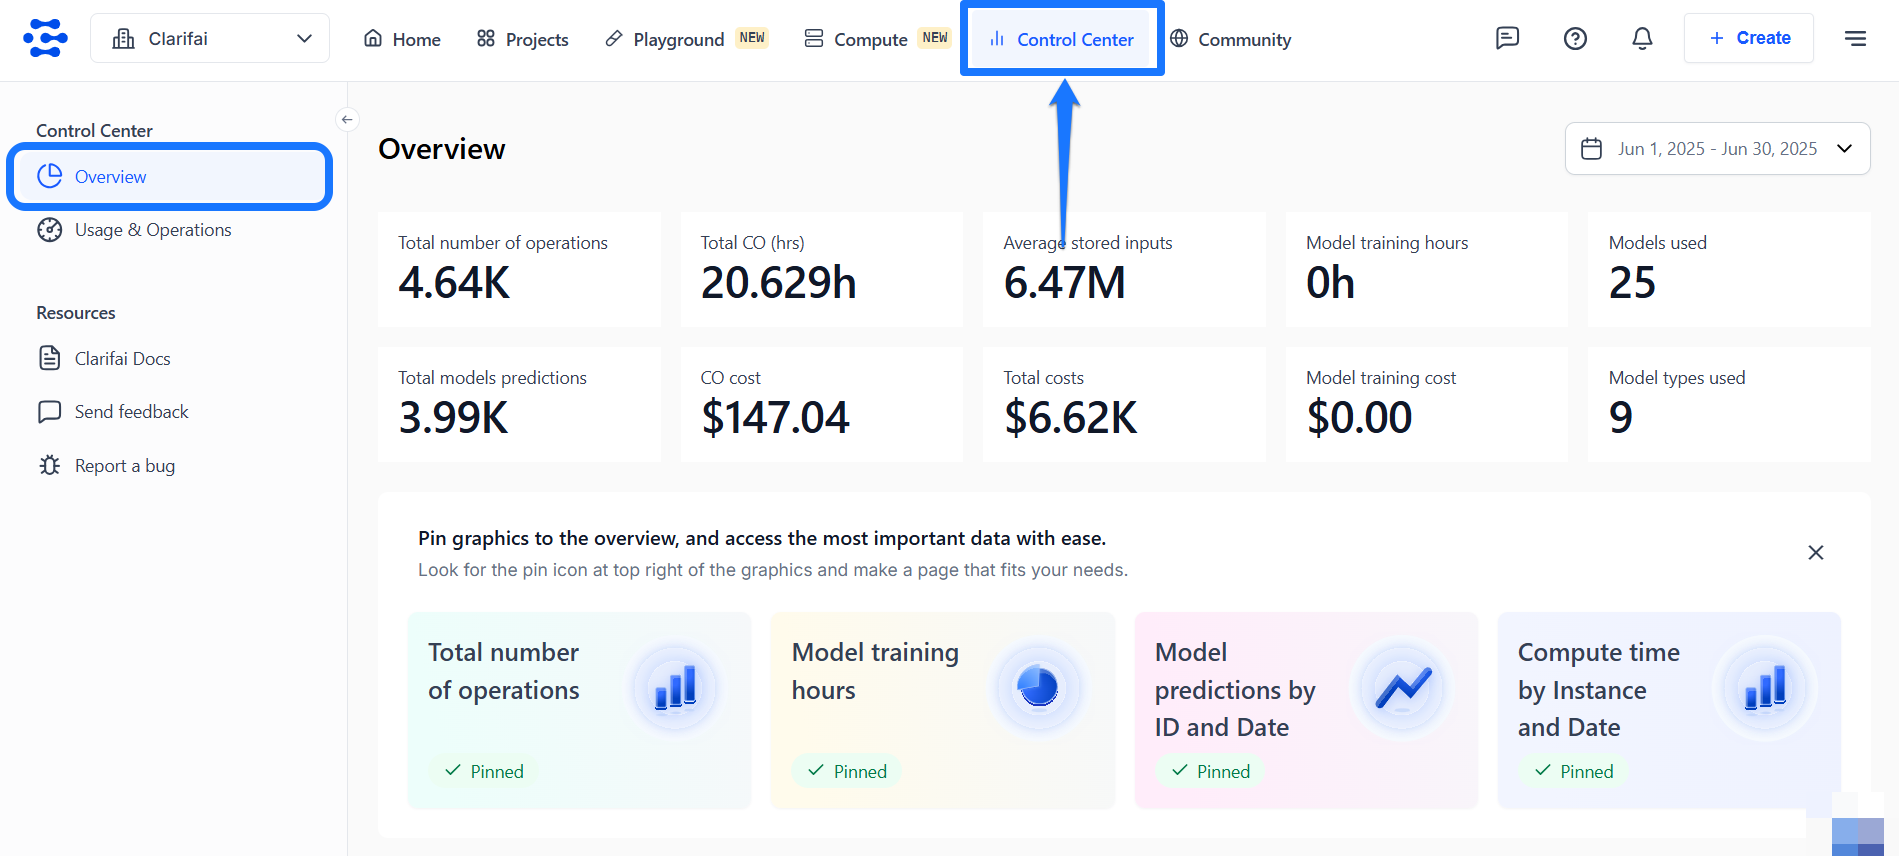 Clarifai
Home
Projects
Playground NEW
Compute NEW
Control Center
Community
+ Create
Control Center
Overview
Usage & Operations
Resources
Clarifai Docs
Send feedback
Report a bug
Overview
Jun 1, 2025 - Jun 30, 2025
Total number of operations
4.64K
Total CO (hrs)
20.629h
Average stored inputs
6.47M
Model training hours
0h
Models used
25
Total models predictions
3.99K
CO cost
$147.04
Total costs
$6.62K
Model training cost
$0.00
Model types used
9
Pin graphics to the overview, and access the most important data with ease.
Look for the pin icon at top right of the graphics and make a page that fits your needs.
Total number
of operations
Pinned
Model training
hours
Pinned
Model
predictions by
ID and Date
Pinned
Compute time
by Instance
and Date
Pinned